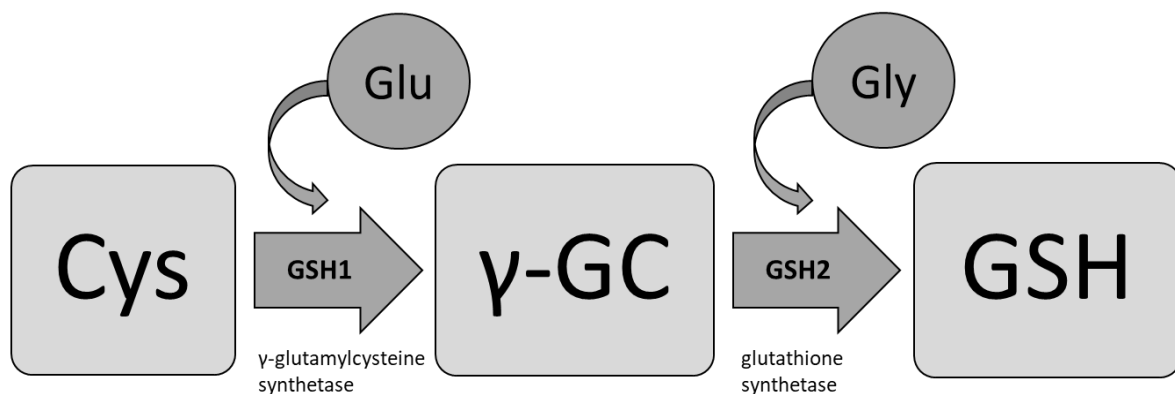 Glu
Gly
Cys
GSH1
γ-GC
GSH2
GSH
γ-glutamylcysteine
synthetase
glutathione
synthetase